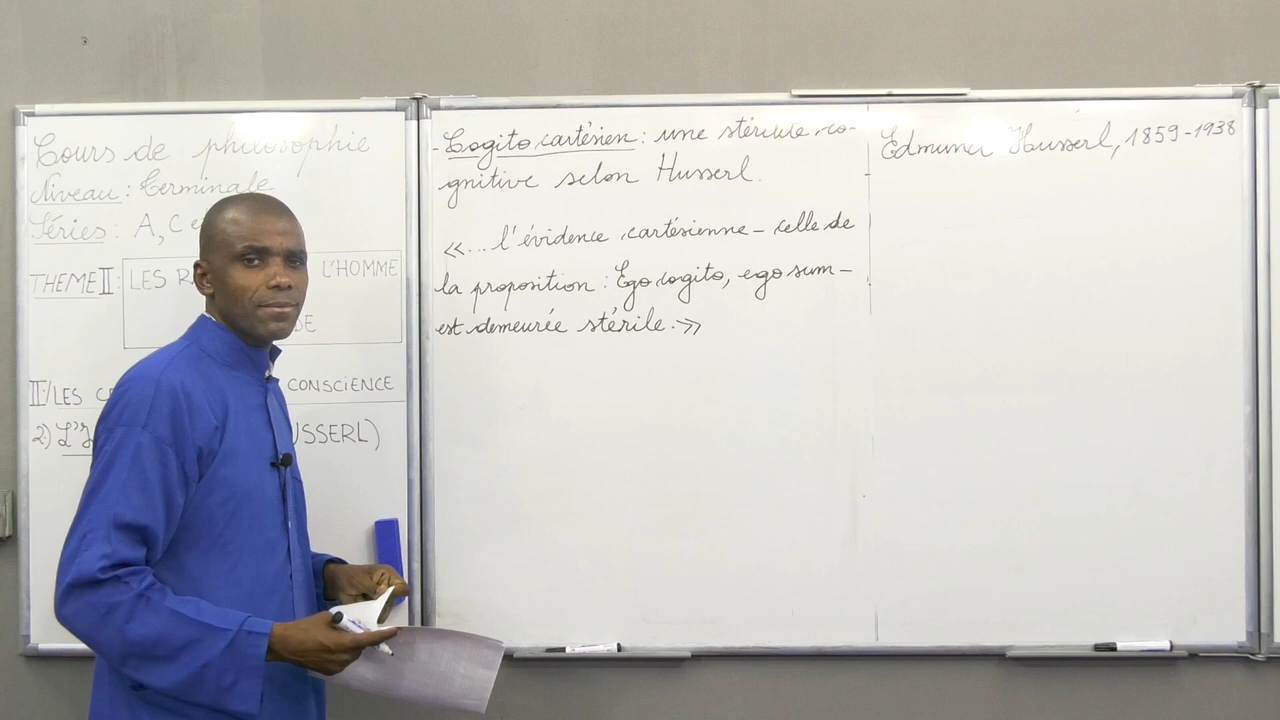 Cours de philosophie
Niveau : Terminale
Séries : A, C e
THEME II : LES R L'HOMME
DE
II/ LES CONSCIENCE
2) L' USSERL)
- Cogito cartésien : une stérilité co-
gnitive selon Husserl.
«... l'évidence cartésienne - celle de
la proposition : Ego cogito, ego sum -
est demeurée stérile. »
Edmund Husserl, 1859-1938